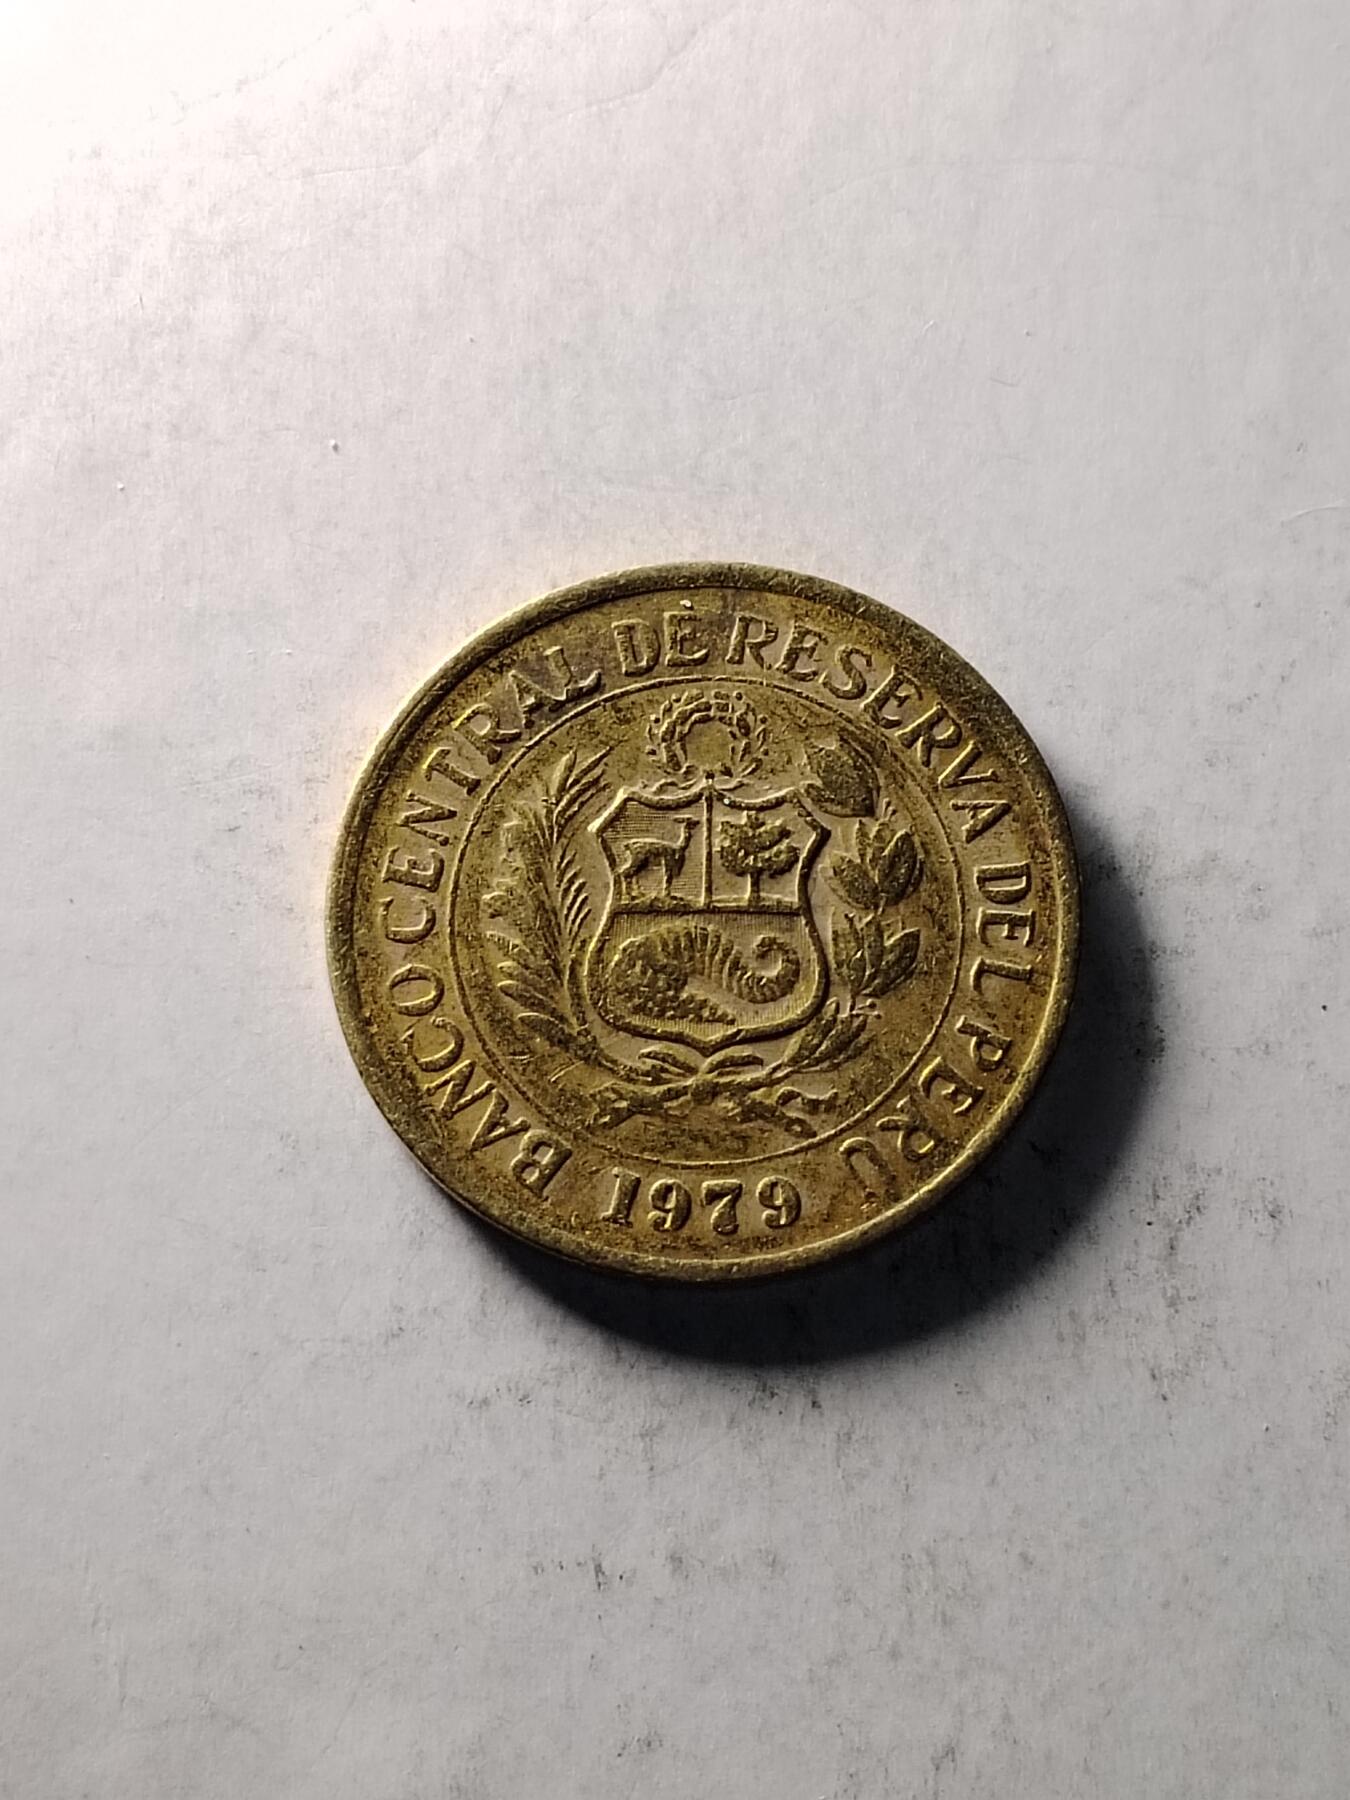 BANCO CENTRAL DE RESERVA DEL PERU
1979